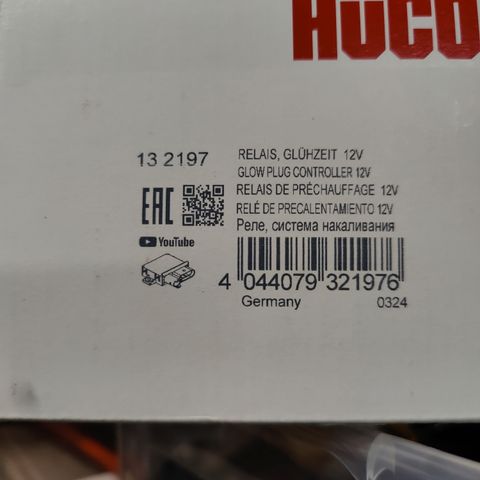 HÜCO
13 2197
RELAIS, GLÜHZEIT 12V
GLOW PLUG CONTROLLER 12V
RELAIS DE PRÉCHAUFFAGE 12V
RELÉ DE PRECALENTAMIENTO 12V
Реле, система накаливания
EAC
YouTube
4 044079 321976
Germany 0324